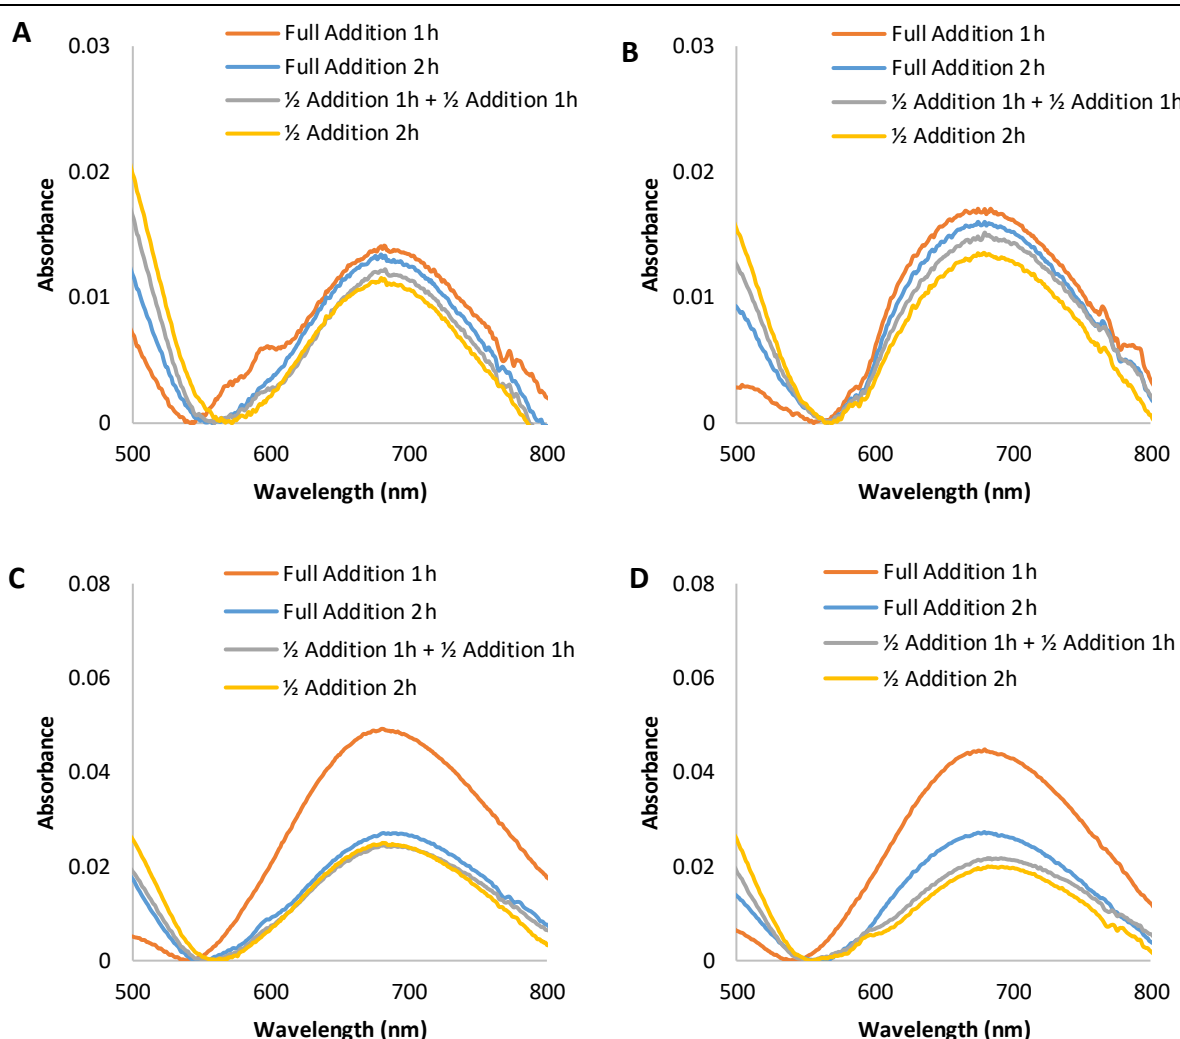 A
Full Addition 1h
Full Addition 2h
½ Addition 1h + ½ Addition 1h
½ Addition 2h
0.03
0.02
0.01
0
Absorbance
500
600
700
800
Wavelength (nm)
B
Full Addition 1h
Full Addition 2h
½ Addition 1h + ½ Addition 1h
½ Addition 2h
0.03
0.02
0.01
0
Absorbance
500
600
700
800
Wavelength (nm)
C
Full Addition 1h
Full Addition 2h
½ Addition 1h + ½ Addition 1h
½ Addition 2h
0.08
0.06
0.04
0.02
0
Absorbance
500
600
700
800
Wavelength (nm)
D
Full Addition 1h
Full Addition 2h
½ Addition 1h + ½ Addition 1h
½ Addition 2h
0.08
0.06
0.04
0.02
0
Absorbance
500
600
700
800
Wavelength (nm)